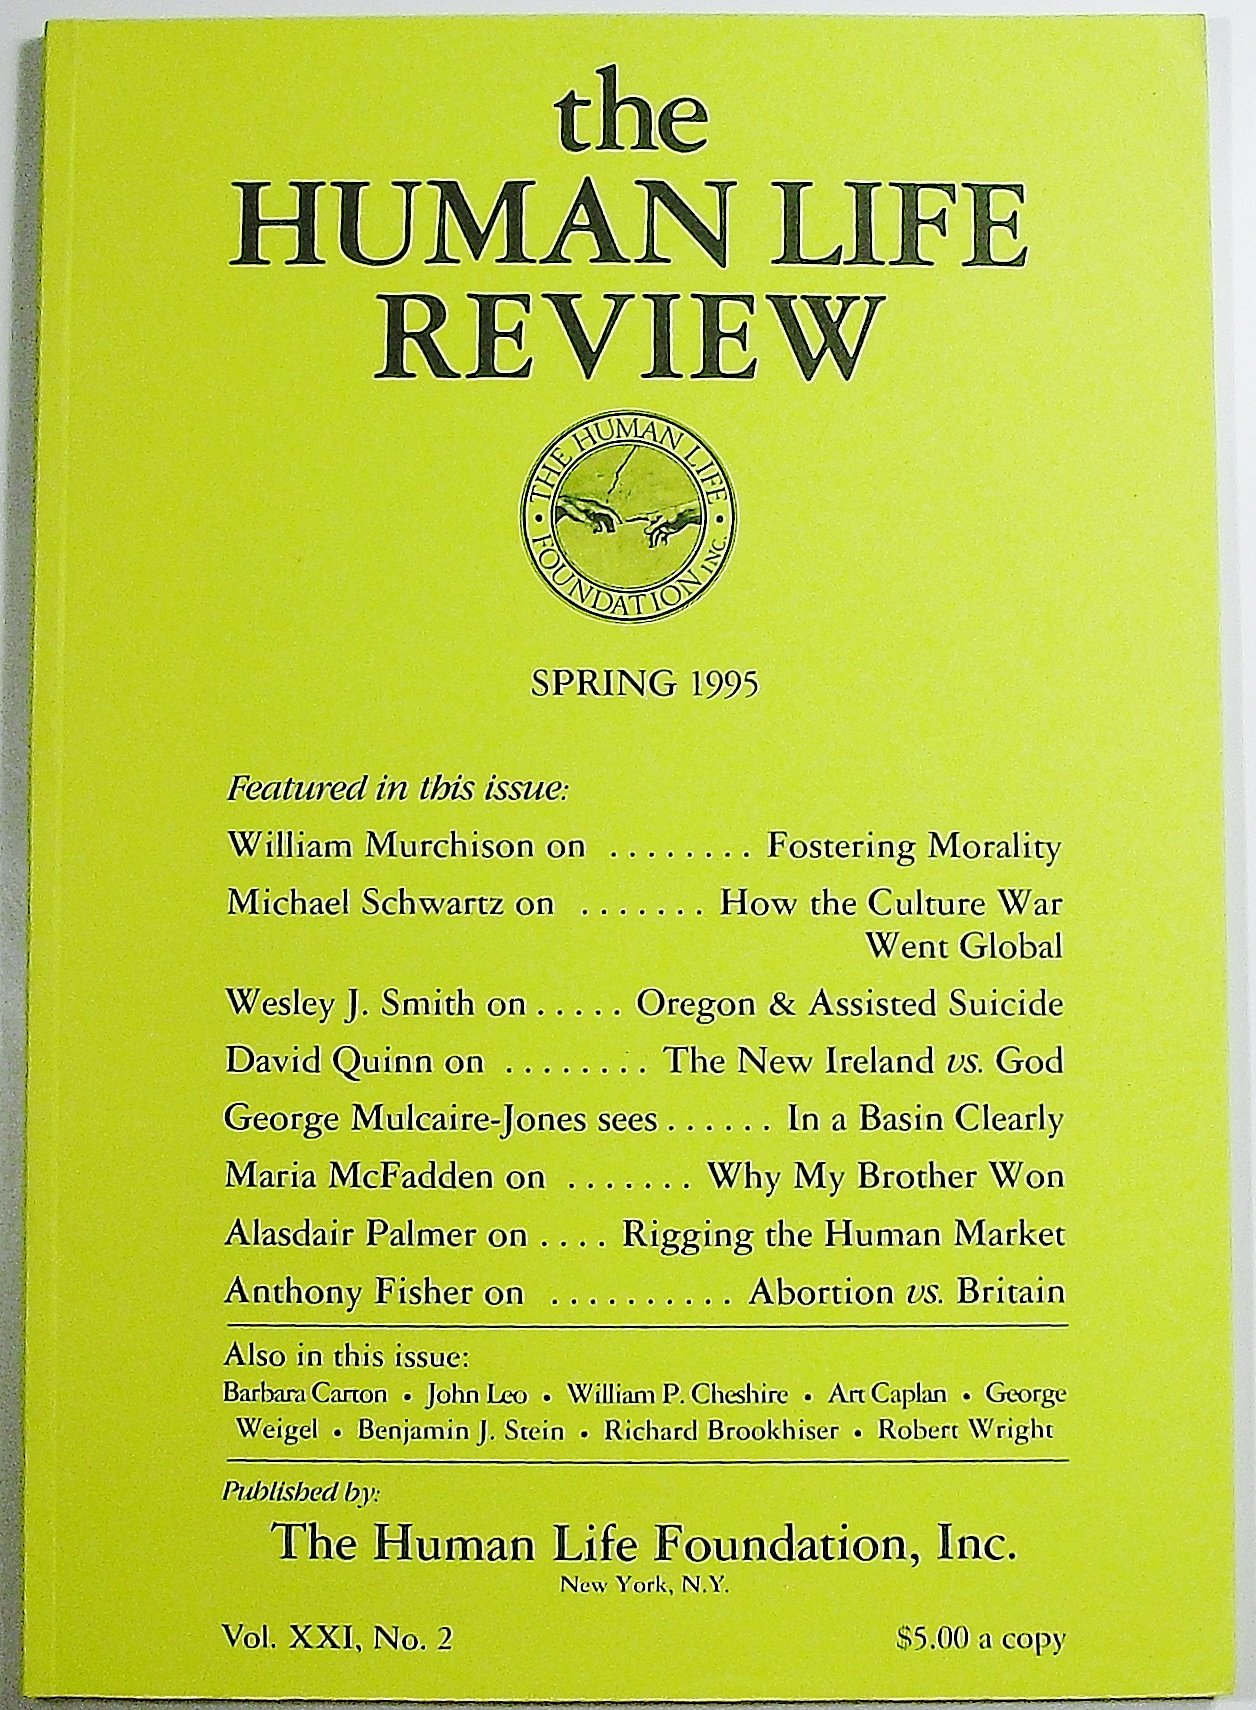 the
HUMAN LIFE
REVIEW
THE HUMAN LIFE
FOUNDATION INC.
SPRING 1995
Featured in this issue:
William Murchison on ........ Fostering Morality
Michael Schwartz on ....... How the Culture War
Went Global
Wesley J. Smith on ..... Oregon & Assisted Suicide
David Quinn on ........ The New Ireland vs. God
George Mulcaire-Jones sees ...... In a Basin Clearly
Maria McFadden on ....... Why My Brother Won
Alasdair Palmer on .... Rigging the Human Market
Anthony Fisher on .......... Abortion vs. Britain
Also in this issue:
Barbara Carton • John Leo • William P. Cheshire • Art Caplan • George
Weigel • Benjamin J. Stein • Richard Brookhiser • Robert Wright
Published by:
The Human Life Foundation, Inc.
New York, N.Y.
Vol. XXI, No. 2 $5.00 a copy